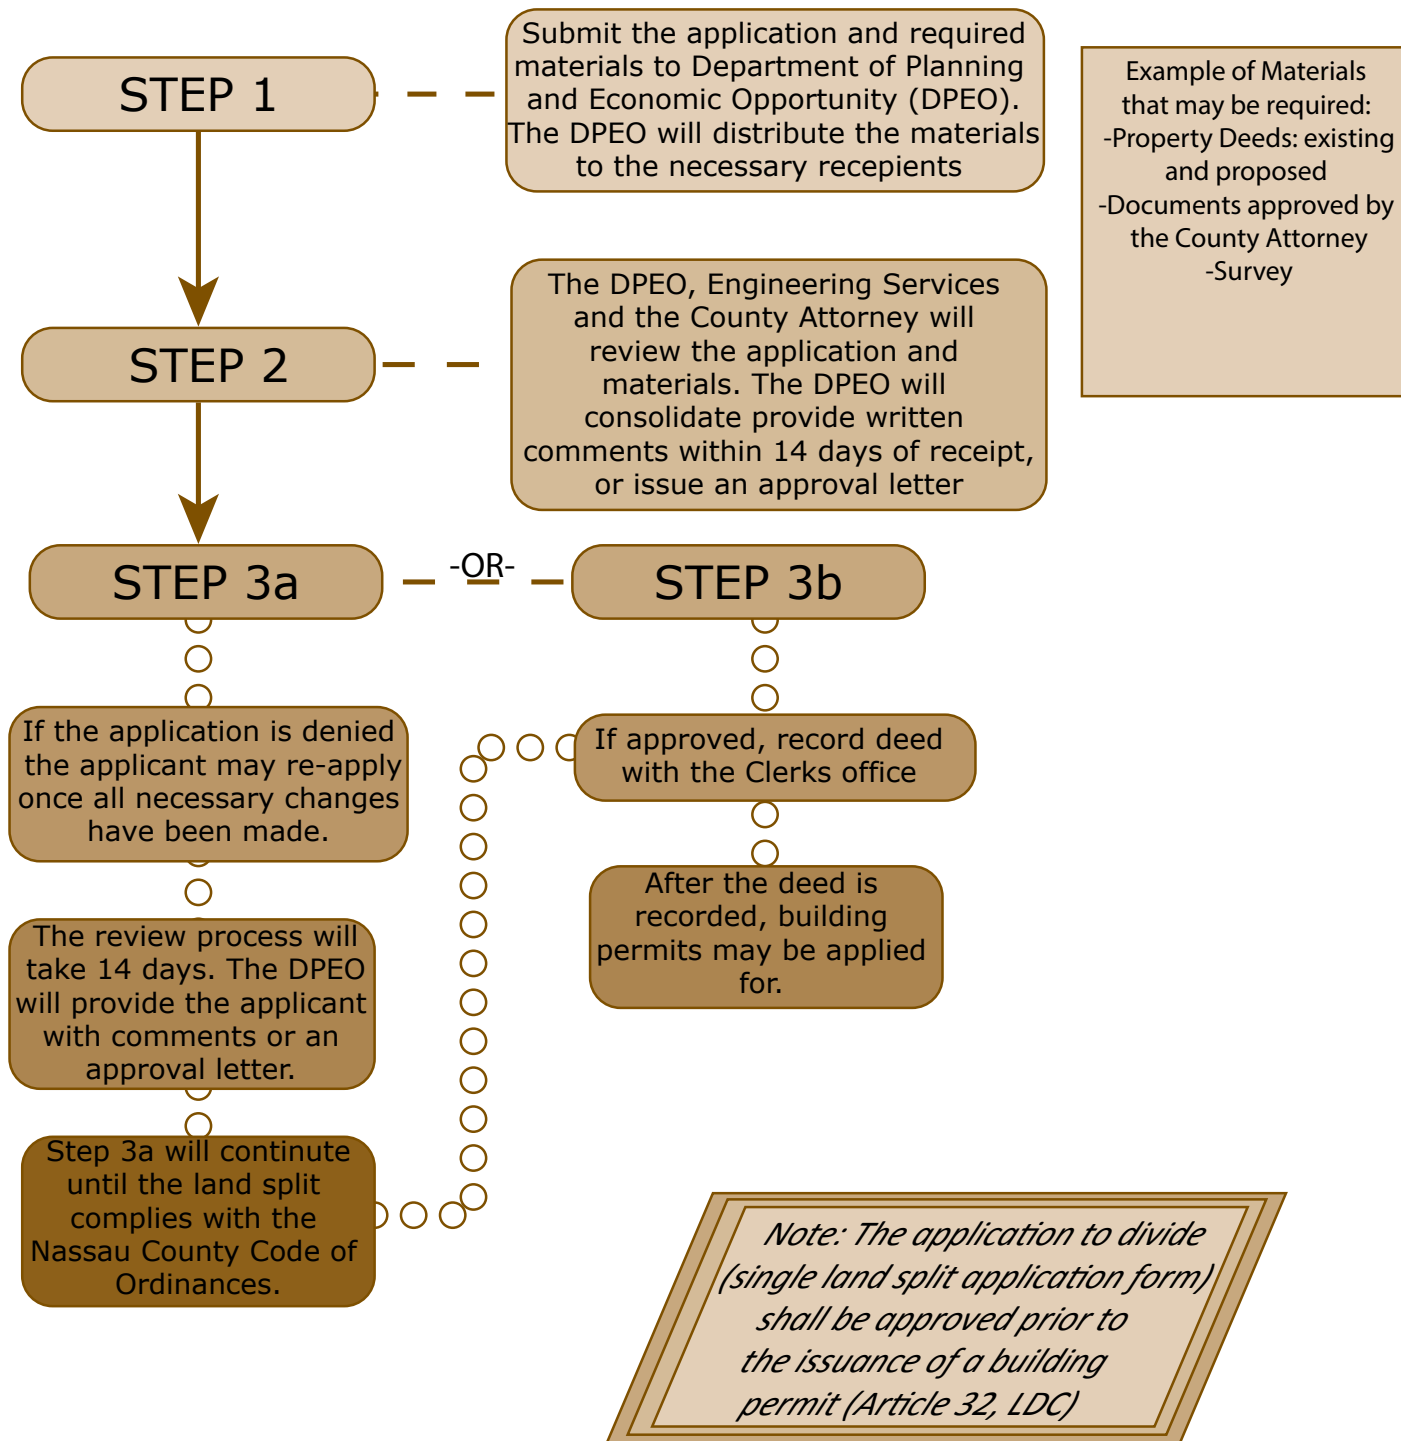 STEP 1
Submit the application and required
materials to Department of Planning
and Economic Opportunity (DPEO).
The DPEO will distribute the materials
to the necessary recepients
Example of Materials
that may be required:
-Property Deeds: existing
and proposed
-Documents approved by
the County Attorney
-Survey
STEP 2
The DPEO, Engineering Services
and the County Attorney will
review the application and
materials. The DPEO will
consolidate provide written
comments within 14 days of receipt,
or issue an approval letter
STEP 3a
-OR-
STEP 3b
If the application is denied
the applicant may re-apply
once all necessary changes
have been made.
The review process will
take 14 days. The DPEO
will provide the applicant
with comments or an
approval letter.
Step 3a will continute
until the land split
complies with the
Nassau County Code of
Ordinances.
If approved, record deed
with the Clerks office
After the deed is
recorded, building
permits may be applied
for.
Note: The application to divide
(single land split application form)
shall be approved prior to
the issuance of a building
permit (Article 32, LDC)